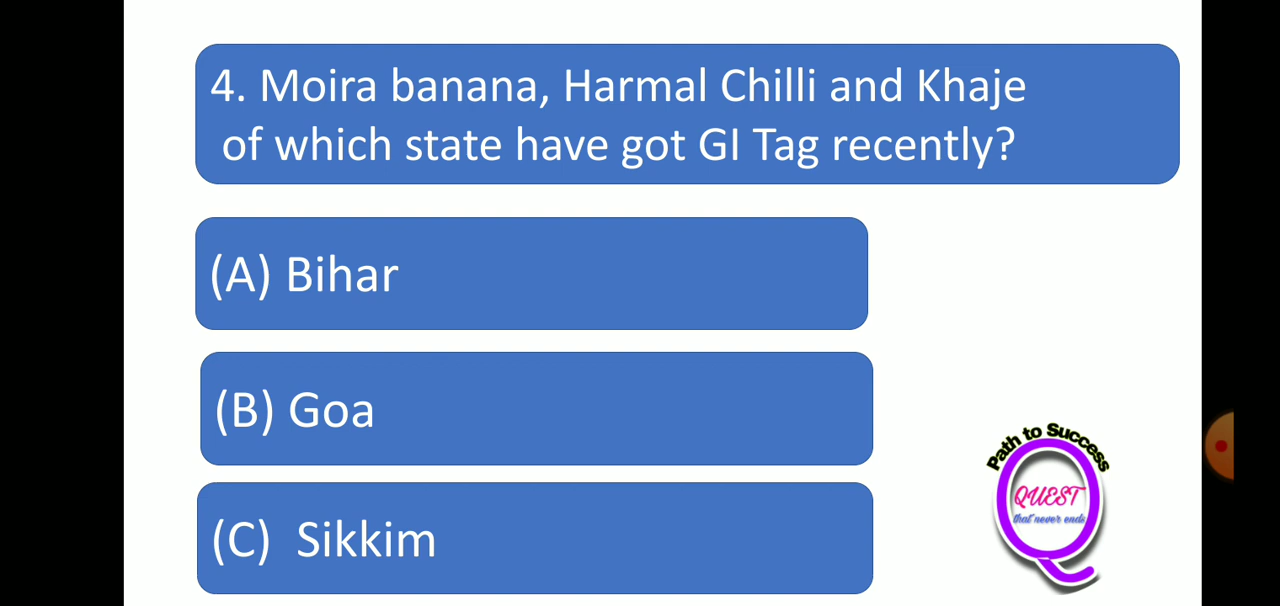 4. Moira banana, Harmal Chilli and Khaje
of which state have got GI Tag recently?
(A) Bihar
(B) Goa
(C) Sikkim
Path to Success
QUEST
that never ends